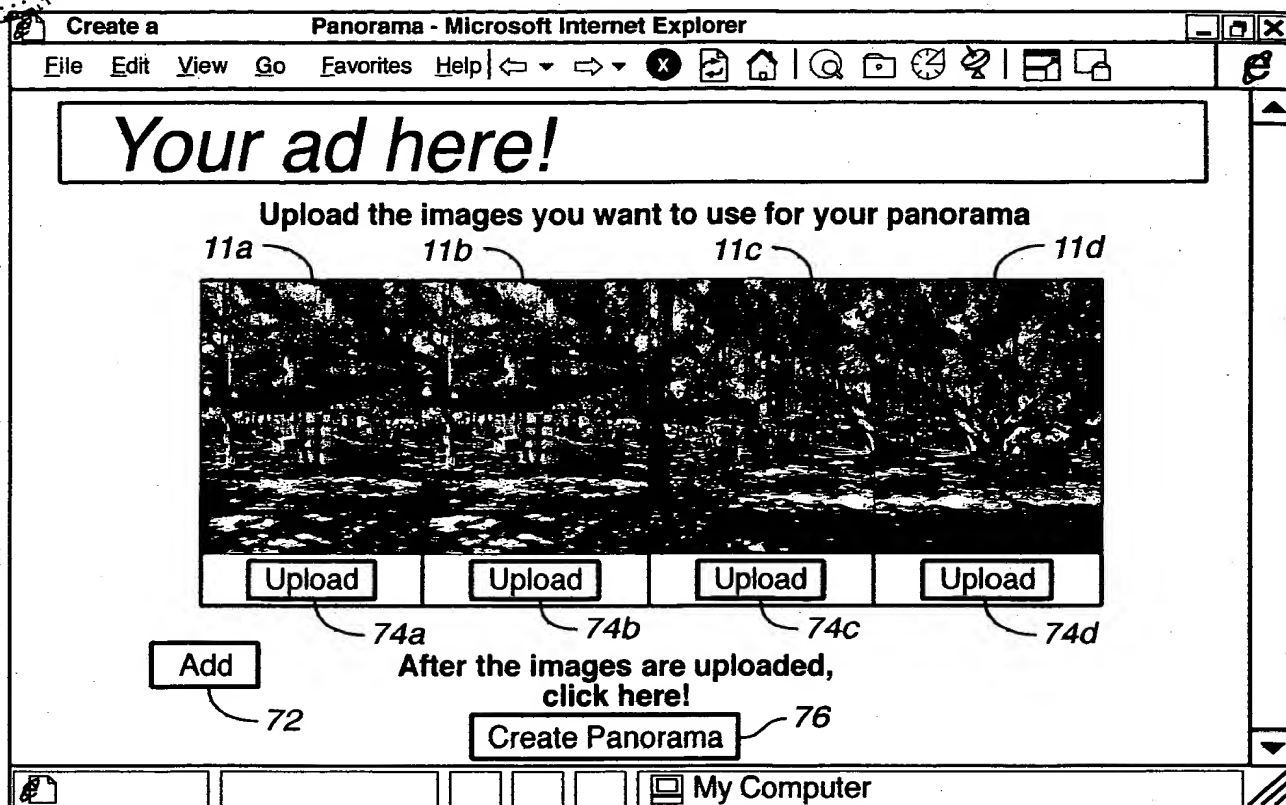 Create a Panorama - Microsoft Internet Explorer
File Edit View Go Favorites Help
Your ad here!
Upload the images you want to use for your panorama
11a 11b 11c 11d
Upload Upload Upload Upload
74a 74b 74c 74d
Add
After the images are uploaded,
click here!
72
76
Create Panorama
My Computer